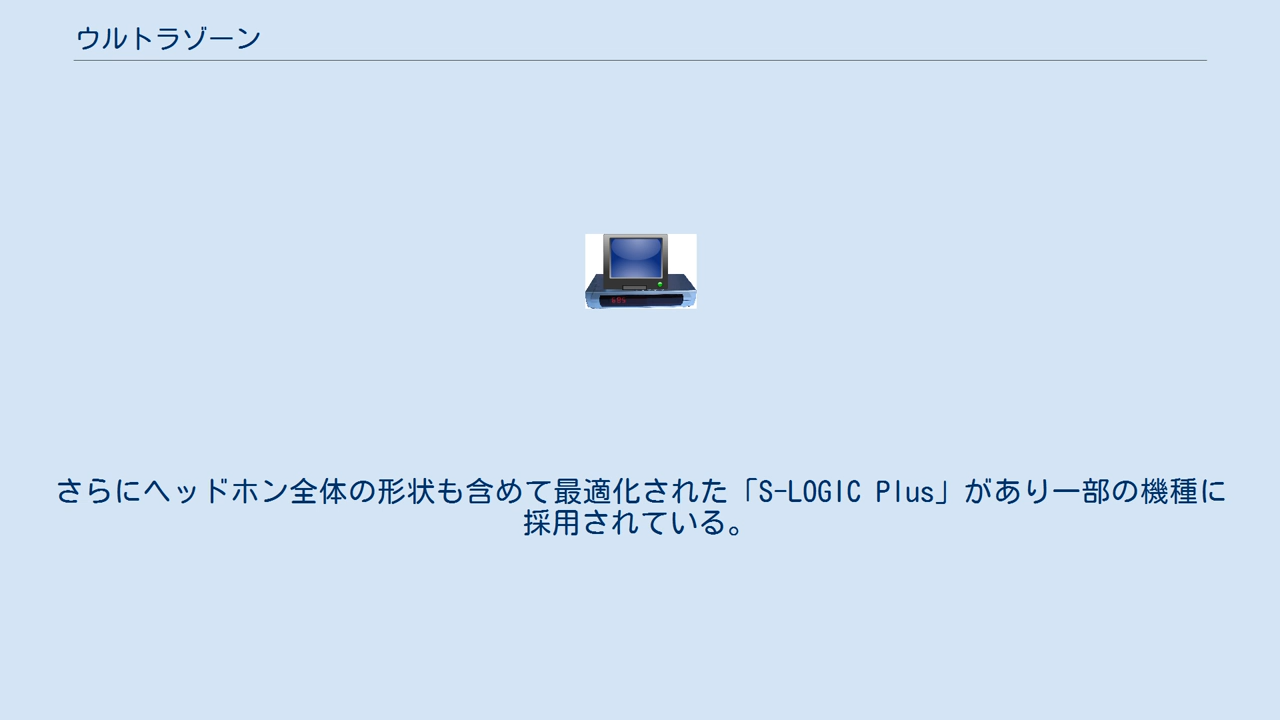 ウルトラゾーン
さらにヘッドホン全体の形状も含めて最適化された「S-LOGIC Plus」があり一部の機種に
採用されている。